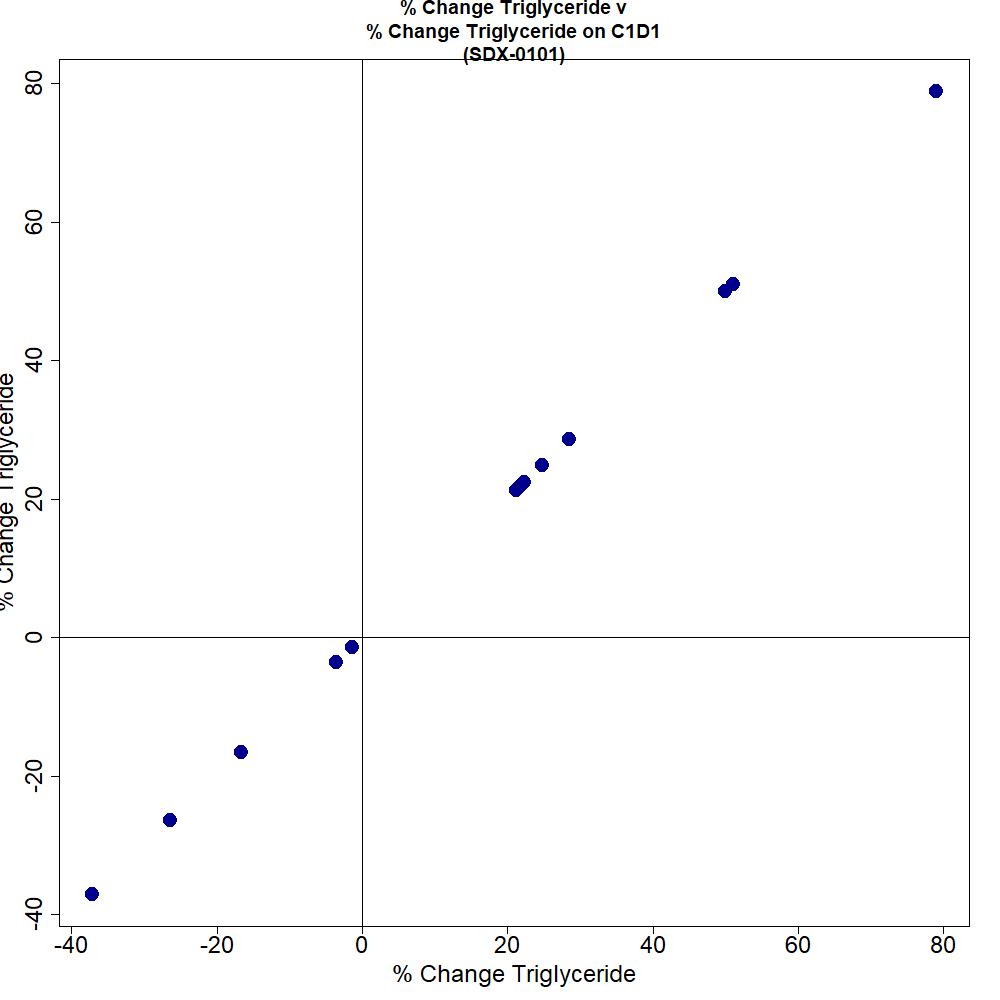 % Change Triglyceride v
% Change Triglyceride on C1D1
(SDX-0101)
80
60
40
20
0
-20
-40
% Change Triglyceride
-40 -20 0 20 40 60 80
% Change Triglyceride